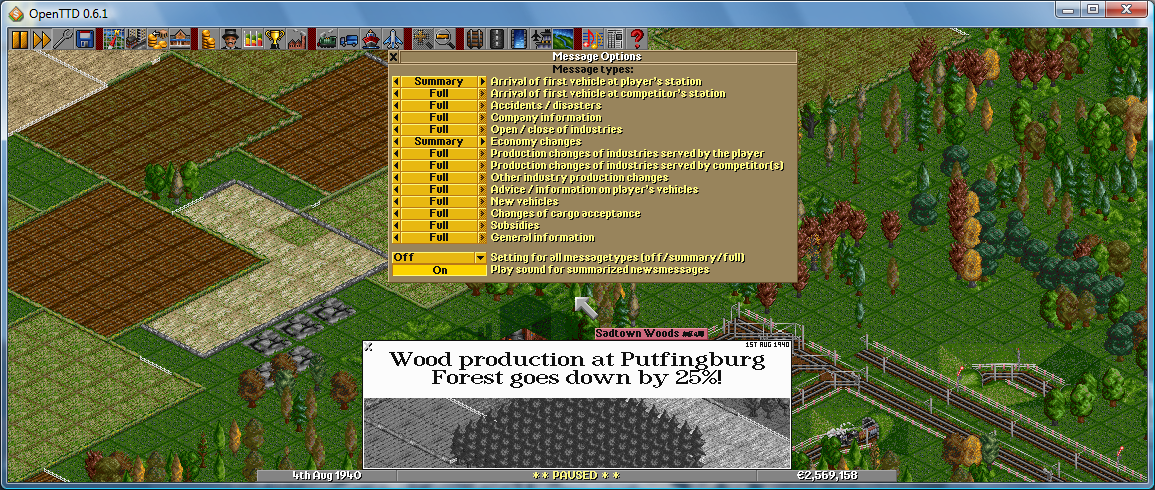 OpenTTD 0.6.1
Message Options
Message types:
Summary Arrival of first vehicle at player's station
Full Arrival of first vehicle at competitor's station
Full Accidents / disasters
Full Company information
Full Open / close of industries
Summary Economy changes
Full Production changes of industries served by the player
Full Production changes of industries served by competitor(s)
Full Other industry production changes
Full Advice / information on player's vehicles
Full New vehicles
Full Changes of cargo acceptance
Full Subsidies
Full General information
Off Setting for all messagetypes (off/summary/full)
On Play sound for summarized newsmessages
Sadtown Woods
1ST AUG 1940
Wood production at Putfingburg
Forest goes down by 25%!
4th Aug 1940 ** PAUSED ** €2,569,158